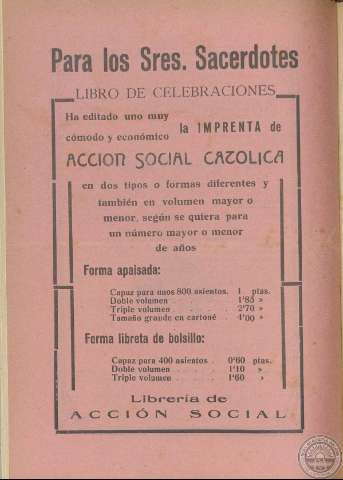 Para los Sres. Sacerdotes
LIBRO DE CELEBRACIONES
Ha editado uno muy
cómodo y económico la IMPRENTA de
ACCION SOCIAL CATOLICA
en dos tipos o formas diferentes y
también en volumen mayor o
menor, según se quiera para
un número mayor o menor
de años
Forma apaisada:
Capaz para unos 800 asientos. 1 ptas.
Doble volumen . . . . 1'85 »
Triple volumen . . . . 2'70 »
Tamaño grande en cartoné . 4'00 »
Forma libreta de bolsillo:
Capaz para 400 asientos . 0'60 ptas.
Doble volumen . . . . 1'10 »
Triple volumen . . . . 1'60 »
Librería de
ACCIÓN SOCIAL